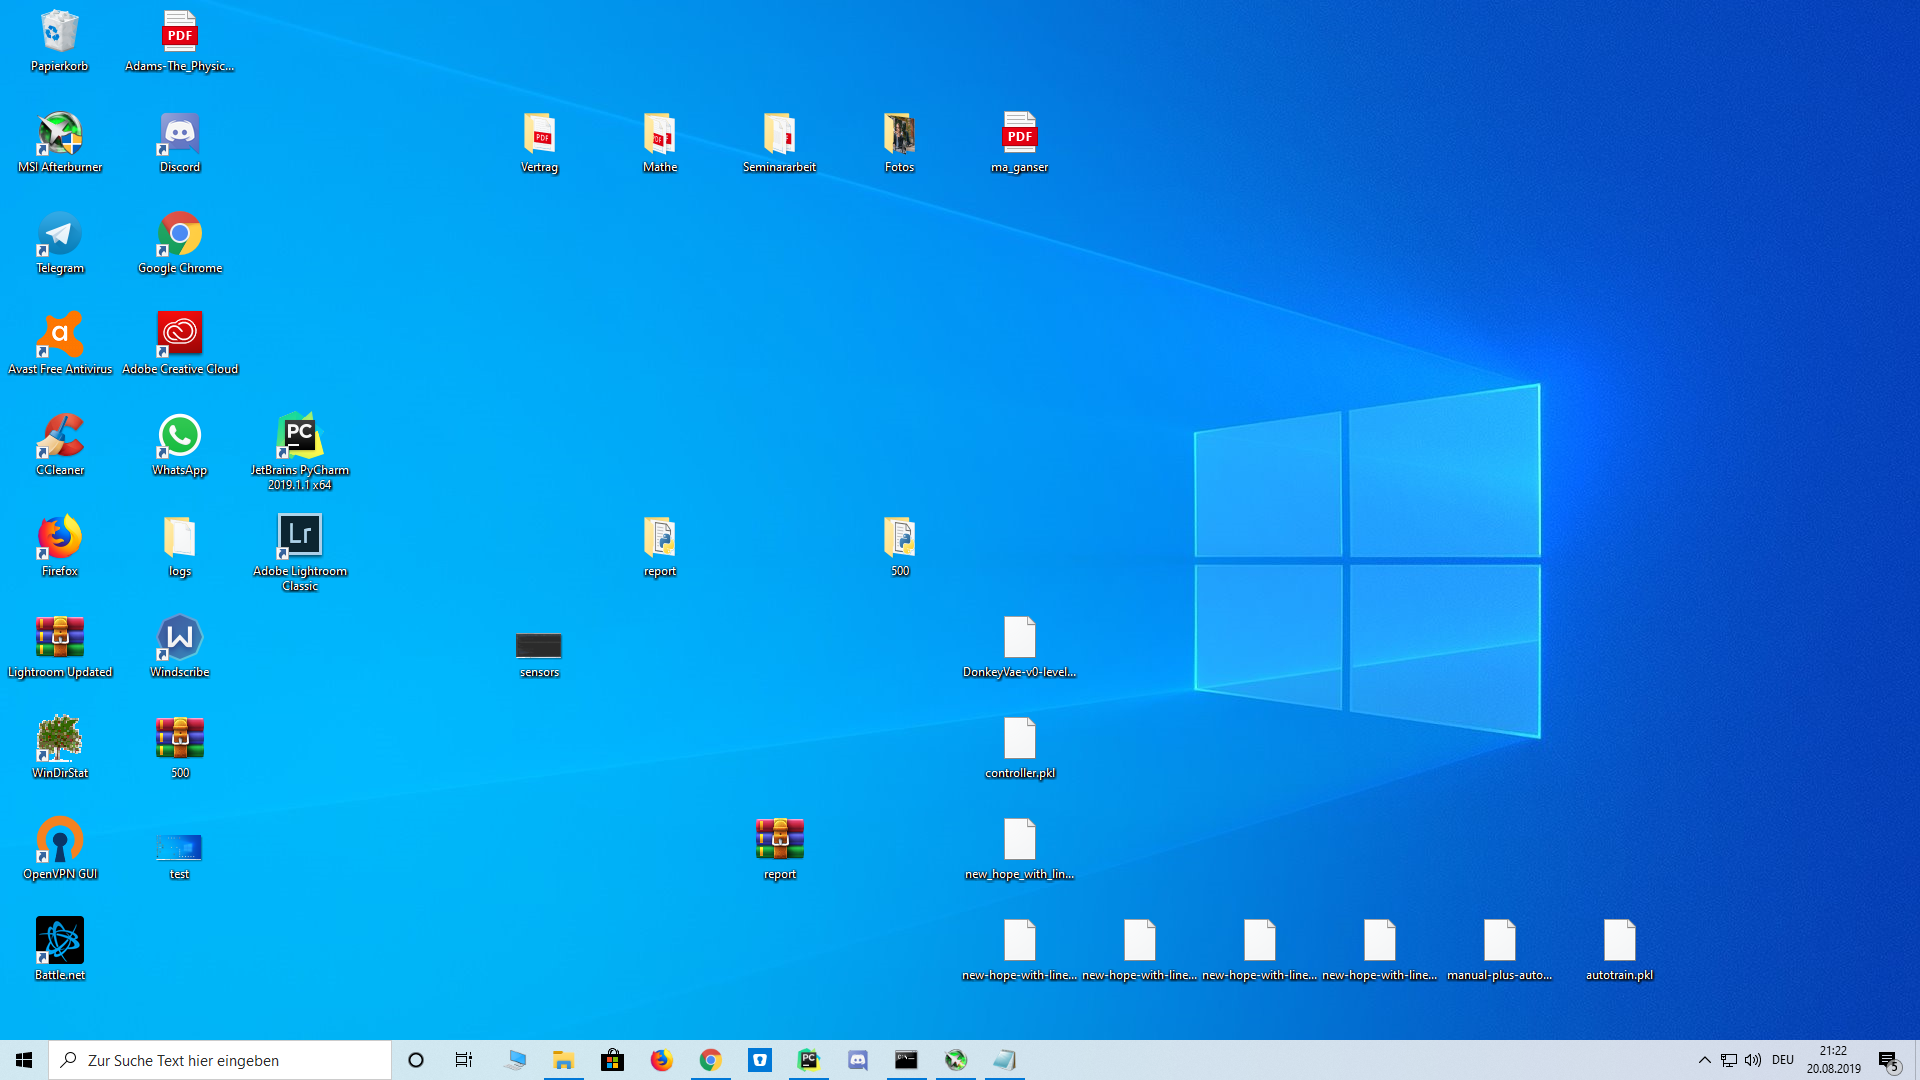 Papierkorb
Adams-The_Physic...
MSI Afterburner
Discord
Vertrag
Mathe
Seminararbeit
Fotos
ma_ganser
Telegram
Google Chrome
Avast Free Antivirus
Adobe Creative Cloud
CCleaner
WhatsApp
JetBrains PyCharm
2019.1.1 x64
Firefox
logs
Adobe Lightroom
Classic
report
500
Lightroom Updated
Windscribe
sensors
DonkeyVae-v0-level...
WinDirStat
500
controller.pkl
OpenVPN GUI
test
report
new_hope_with_lin...
Battle.net
new-hope-with-line...
new-hope-with-line...
new-hope-with-line...
new-hope-with-line...
manual-plus-auto...
autotrain.pkl
Zur Suche Text hier eingeben
DEU
21:22
20.08.2019
5
PDF
PDF
PDF
PDF
PDF
PC
Lr
PC